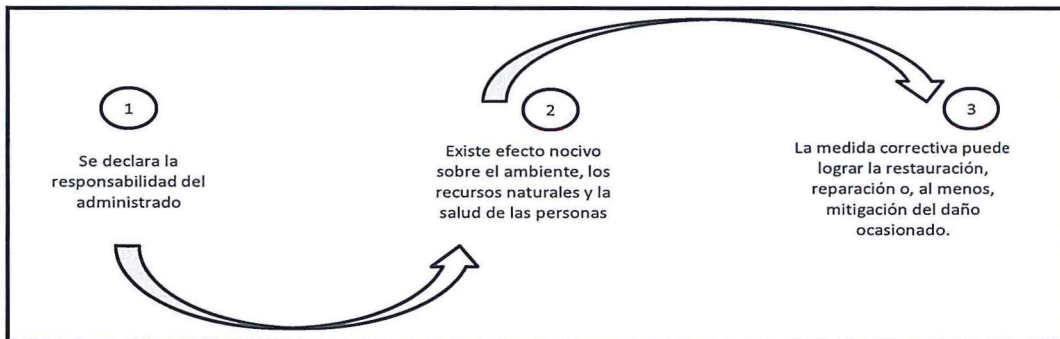 1
Se declara la
responsabilidad del
administrado
2
Existe efecto nocivo
sobre el ambiente, los
recursos naturales y la
salud de las personas
3
La medida correctiva puede
lograr la restauración,
reparación o, al menos,
mitigación del daño
ocasionado.